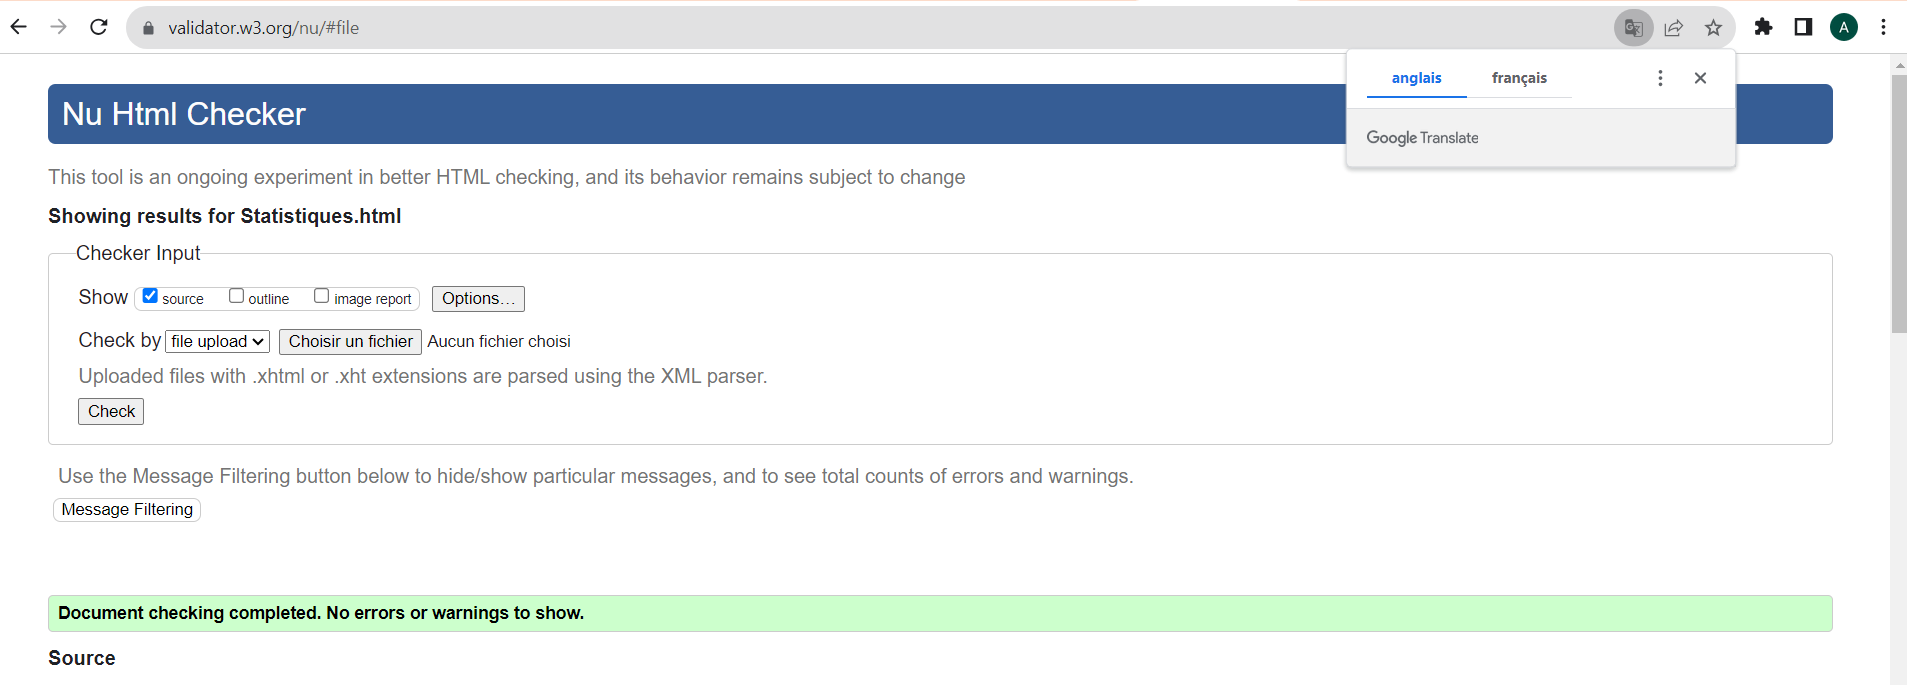 validator.w3.org/nu/#file
A
anglais français
Google Translate
Nu Html Checker
This tool is an ongoing experiment in better HTML checking, and its behavior remains subject to change
Showing results for Statistiques.html
Checker Input
Show source outline image report Options...
Check by file upload Choisir un fichier Aucun fichier choisi
Uploaded files with .xhtml or .xht extensions are parsed using the XML parser.
Check
Use the Message Filtering button below to hide/show particular messages, and to see total counts of errors and warnings.
Message Filtering
Document checking completed. No errors or warnings to show.
Source